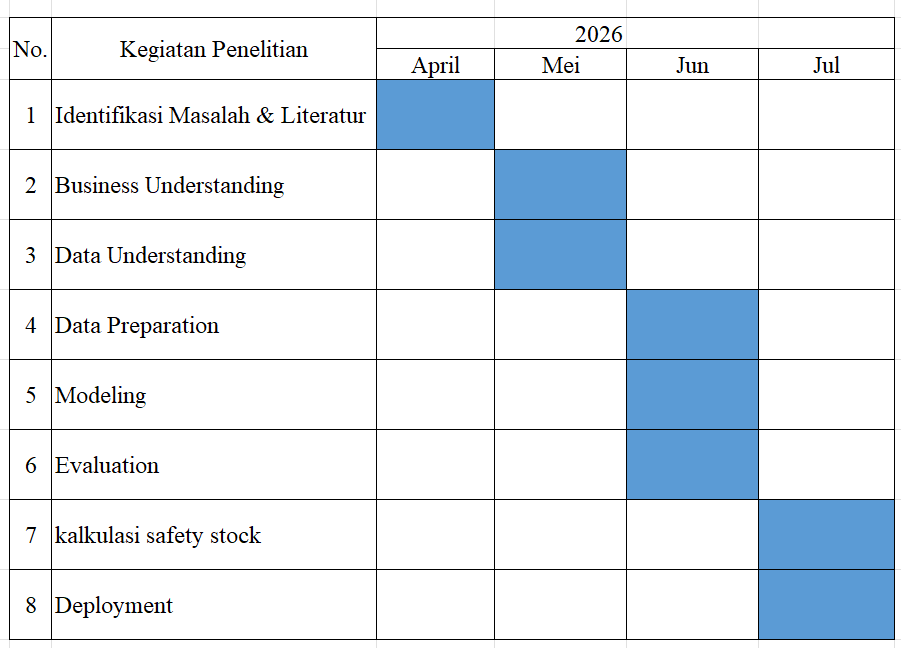 No. Kegiatan Penelitian 2026
April Mei Jun Jul
1 Identifikasi Masalah & Literatur
2 Business Understanding
3 Data Understanding
4 Data Preparation
5 Modeling
6 Evaluation
7 kalkulasi safety stock
8 Deployment